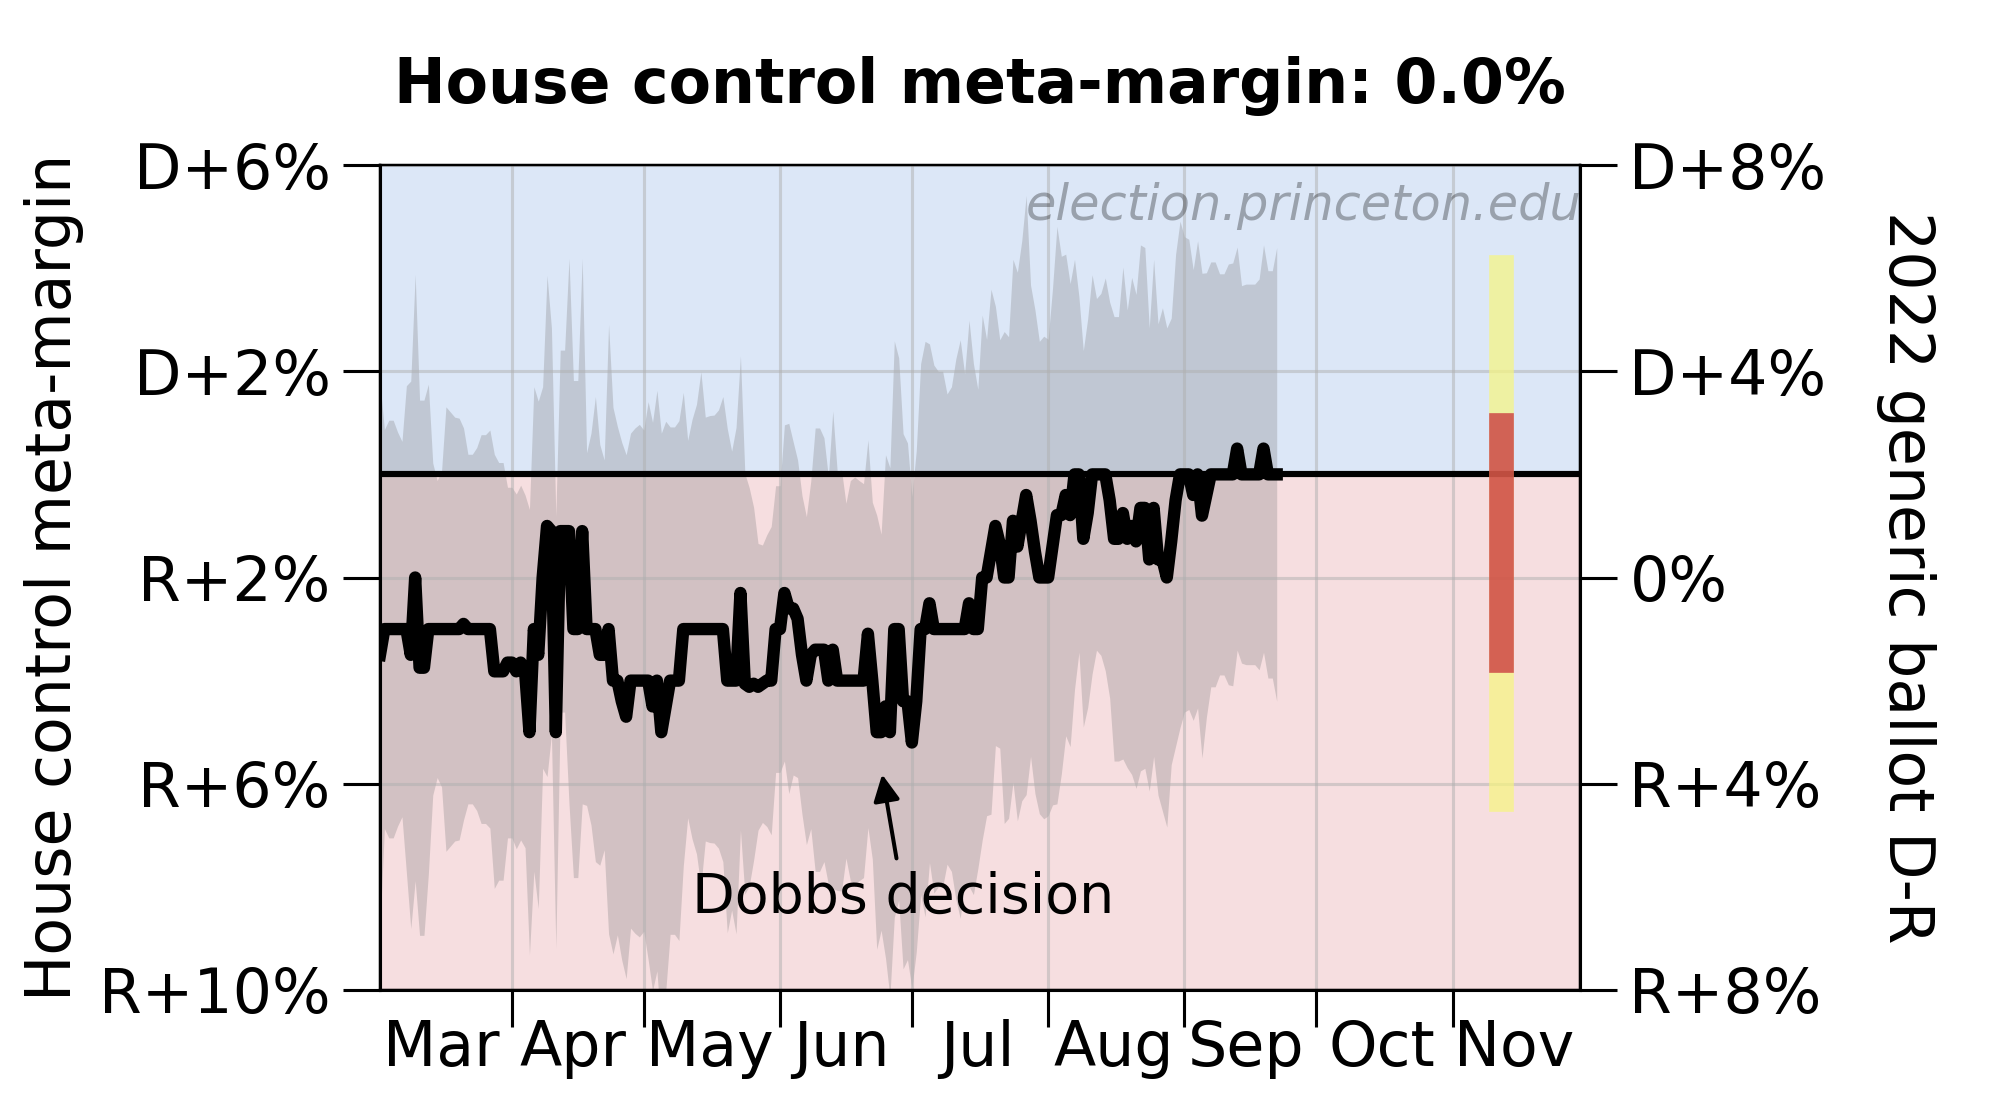 House control meta-margin: 0.0%
House control meta-margin
D+6%
D+2%
R+2%
R+6%
R+10%
election.princeton.edu
Dobbs decision
D+8%
D+4%
0%
R+4%
R+8%
2022 generic ballot D-R
Mar Apr May Jun Jul Aug Sep Oct Nov